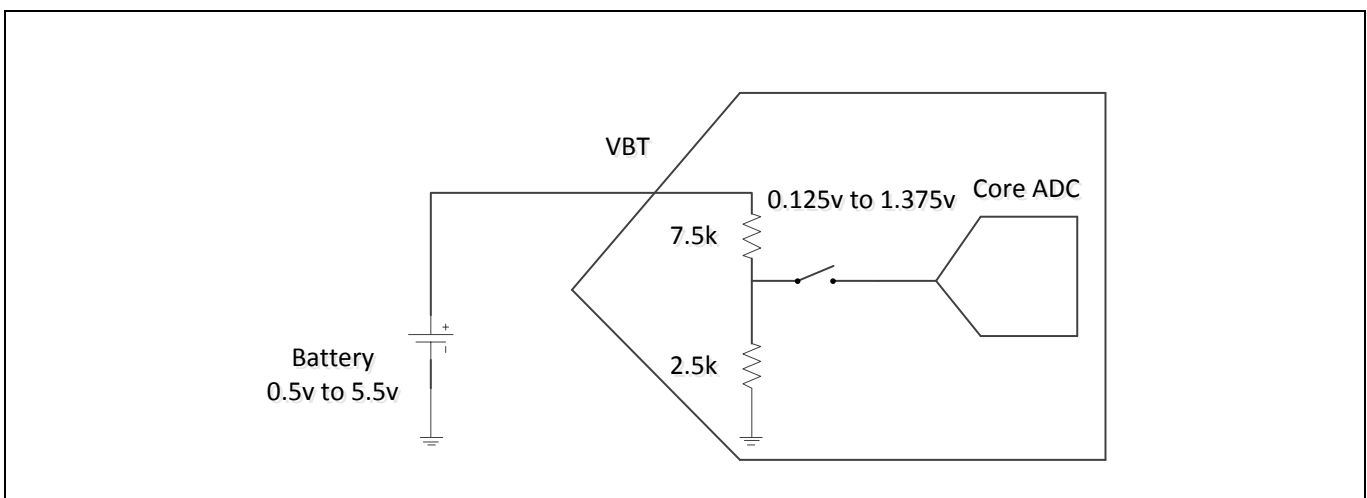 VBT
0.125v to 1.375v
Core ADC
7.5k
+
-
2.5k
Battery
0.5v to 5.5v